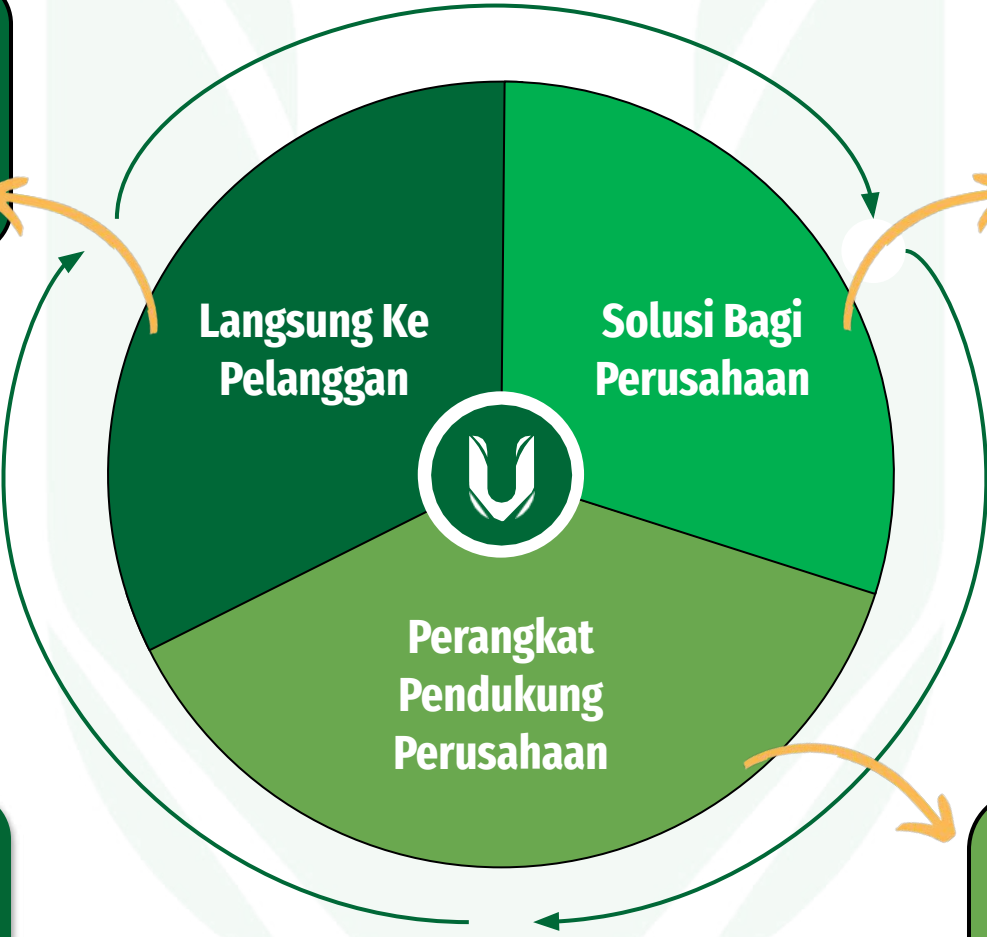 Langsung Ke
Pelanggan
Solusi Bagi
Perusahaan
Perangkat
Pendukung
Perusahaan